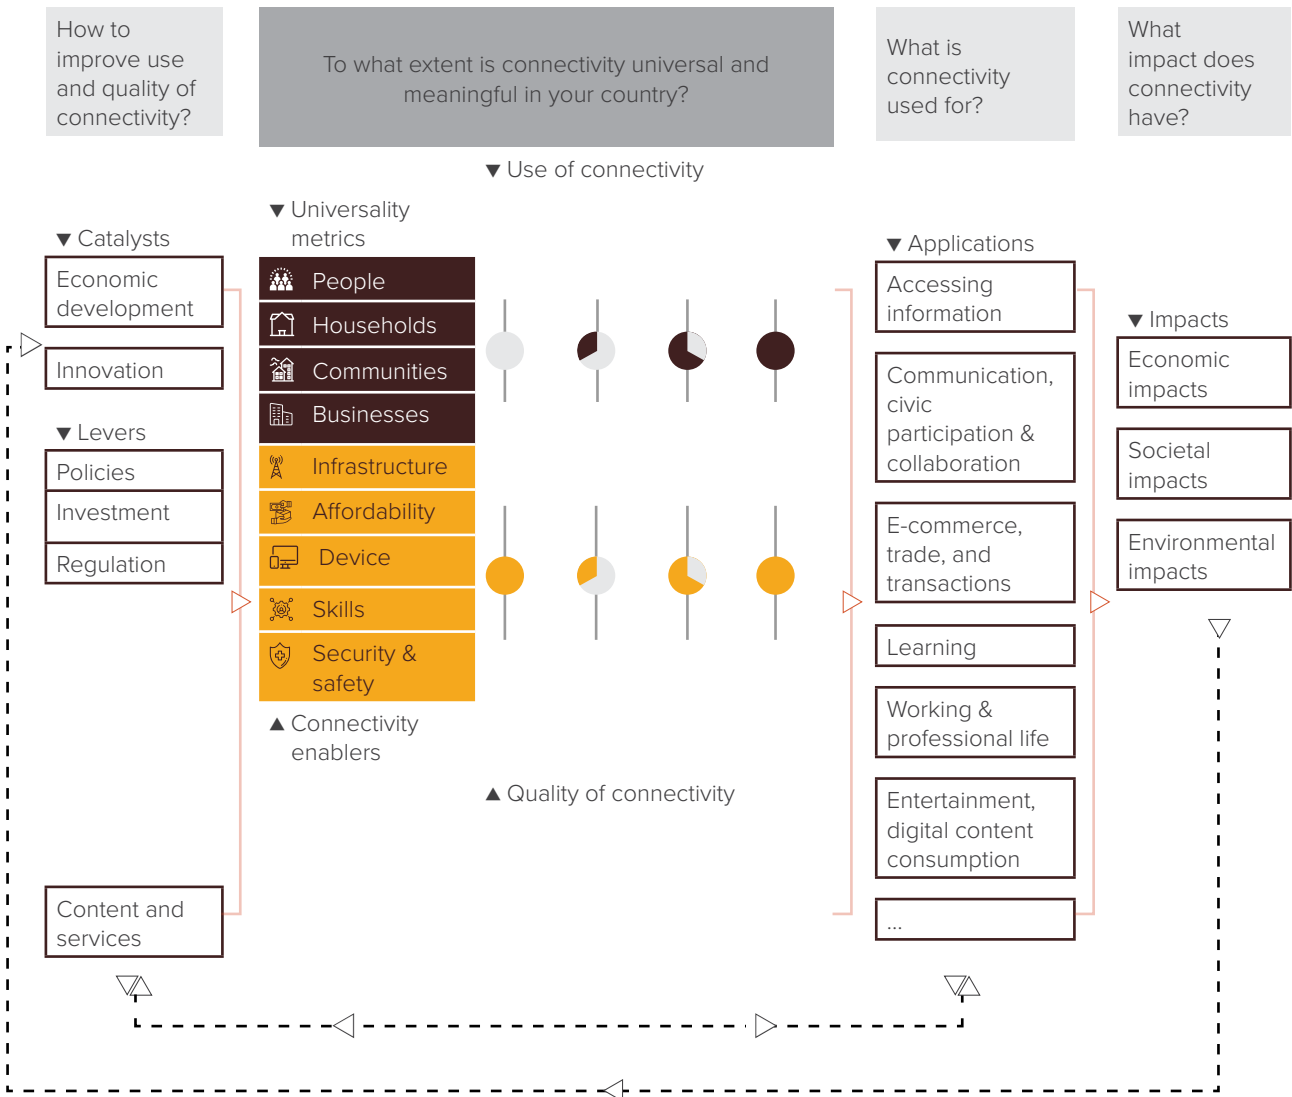 How to
improve use
and quality of
connectivity?
To what extent is connectivity universal and
meaningful in your country?
What is
connectivity
used for?
What
impact does
connectivity
have?
▼ Use of connectivity
▼ Universality
metrics
▼ Catalysts
Economic
development
Innovation
▼ Levers
Policies
Investment
Regulation
Content and
services
People
Households
Communities
Businesses
Infrastructure
Affordability
Device
Skills
Security &
safety
▲ Connectivity
enablers
▲ Quality of connectivity
▼ Applications
Accessing
information
Communication,
civic
participation &
collaboration
E-commerce,
trade, and
transactions
Learning
Working &
professional life
Entertainment,
digital content
consumption
...
▼ Impacts
Economic
impacts
Societal
impacts
Environmental
impacts